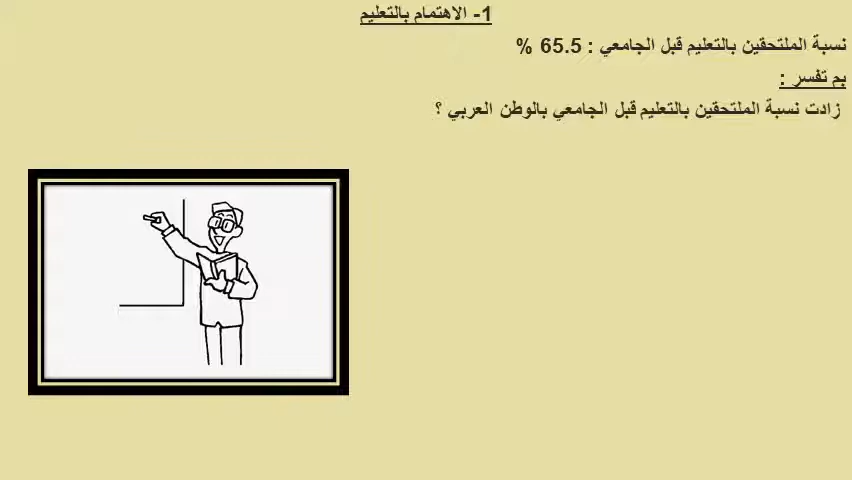 1- الاهتمام بالتعليم
نسبة الملتحقين بالتعليم قبل الجامعي : 65.5 %
بم تفسر :
زادت نسبة الملتحقين بالتعليم قبل الجامعي بالوطن العربي ؟